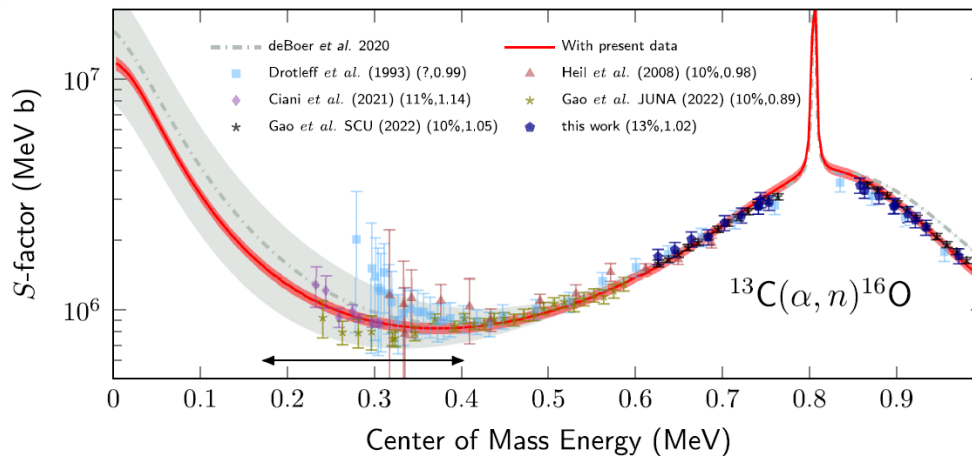 deBoer et al. 2020
With present data
Drotleff et al. (1993) (?,0.99)
Heil et al. (2008) (10%,0.98)
Ciani et al. (2021) (11%,1.14)
Gao et al. JUNA (2022) (10%,0.89)
Gao et al. SCU (2022) (10%,1.05)
this work (13%,1.02)
10⁷
10⁶
S-factor (MeV b)
¹³C(α, n)¹⁶O
0 0.1 0.2 0.3 0.4 0.5 0.6 0.7 0.8 0.9
Center of Mass Energy (MeV)